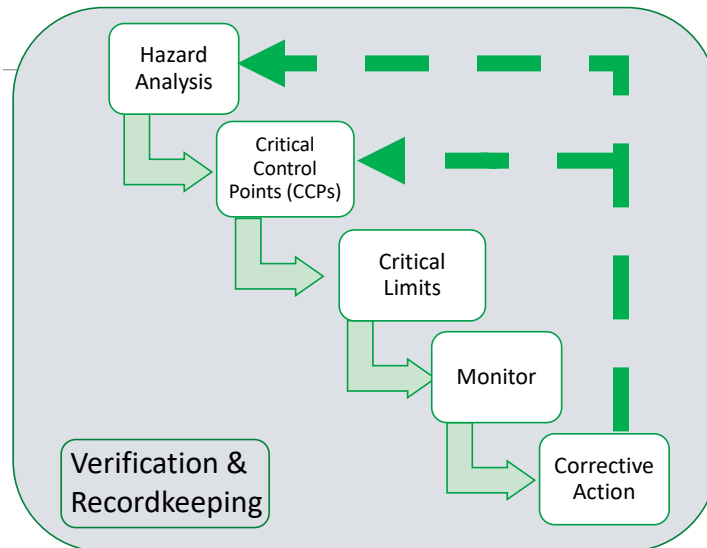 Hazard
Analysis
Critical
Control
Points (CCPs)
Critical
Limits
Monitor
Corrective
Action
Verification &
Recordkeeping